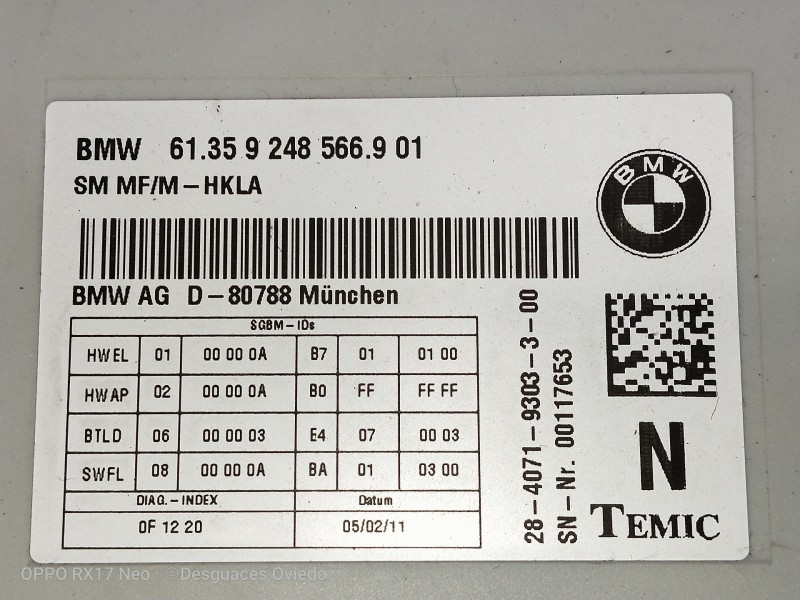 BMW 61.35 9 248 566.9 01
SM MF/M-HKLA
BMW
BMW AG D-80788 München
SGBM-IDs
HWEL 01 00 00 0A B7 01 01 00
HWAP 02 00 00 0A B0 FF FF FF
BTLD 06 00 00 03 E4 07 00 03
SWFL 08 00 00 0A BA 01 03 00
DIAG.-INDEX Datum
0F 12 20 05/02/11
28-4071-9303-3-00
SN-Nr. 00117653
N
TEMIC
OPPO RX17 Neo · ©Desguaces Oviedo